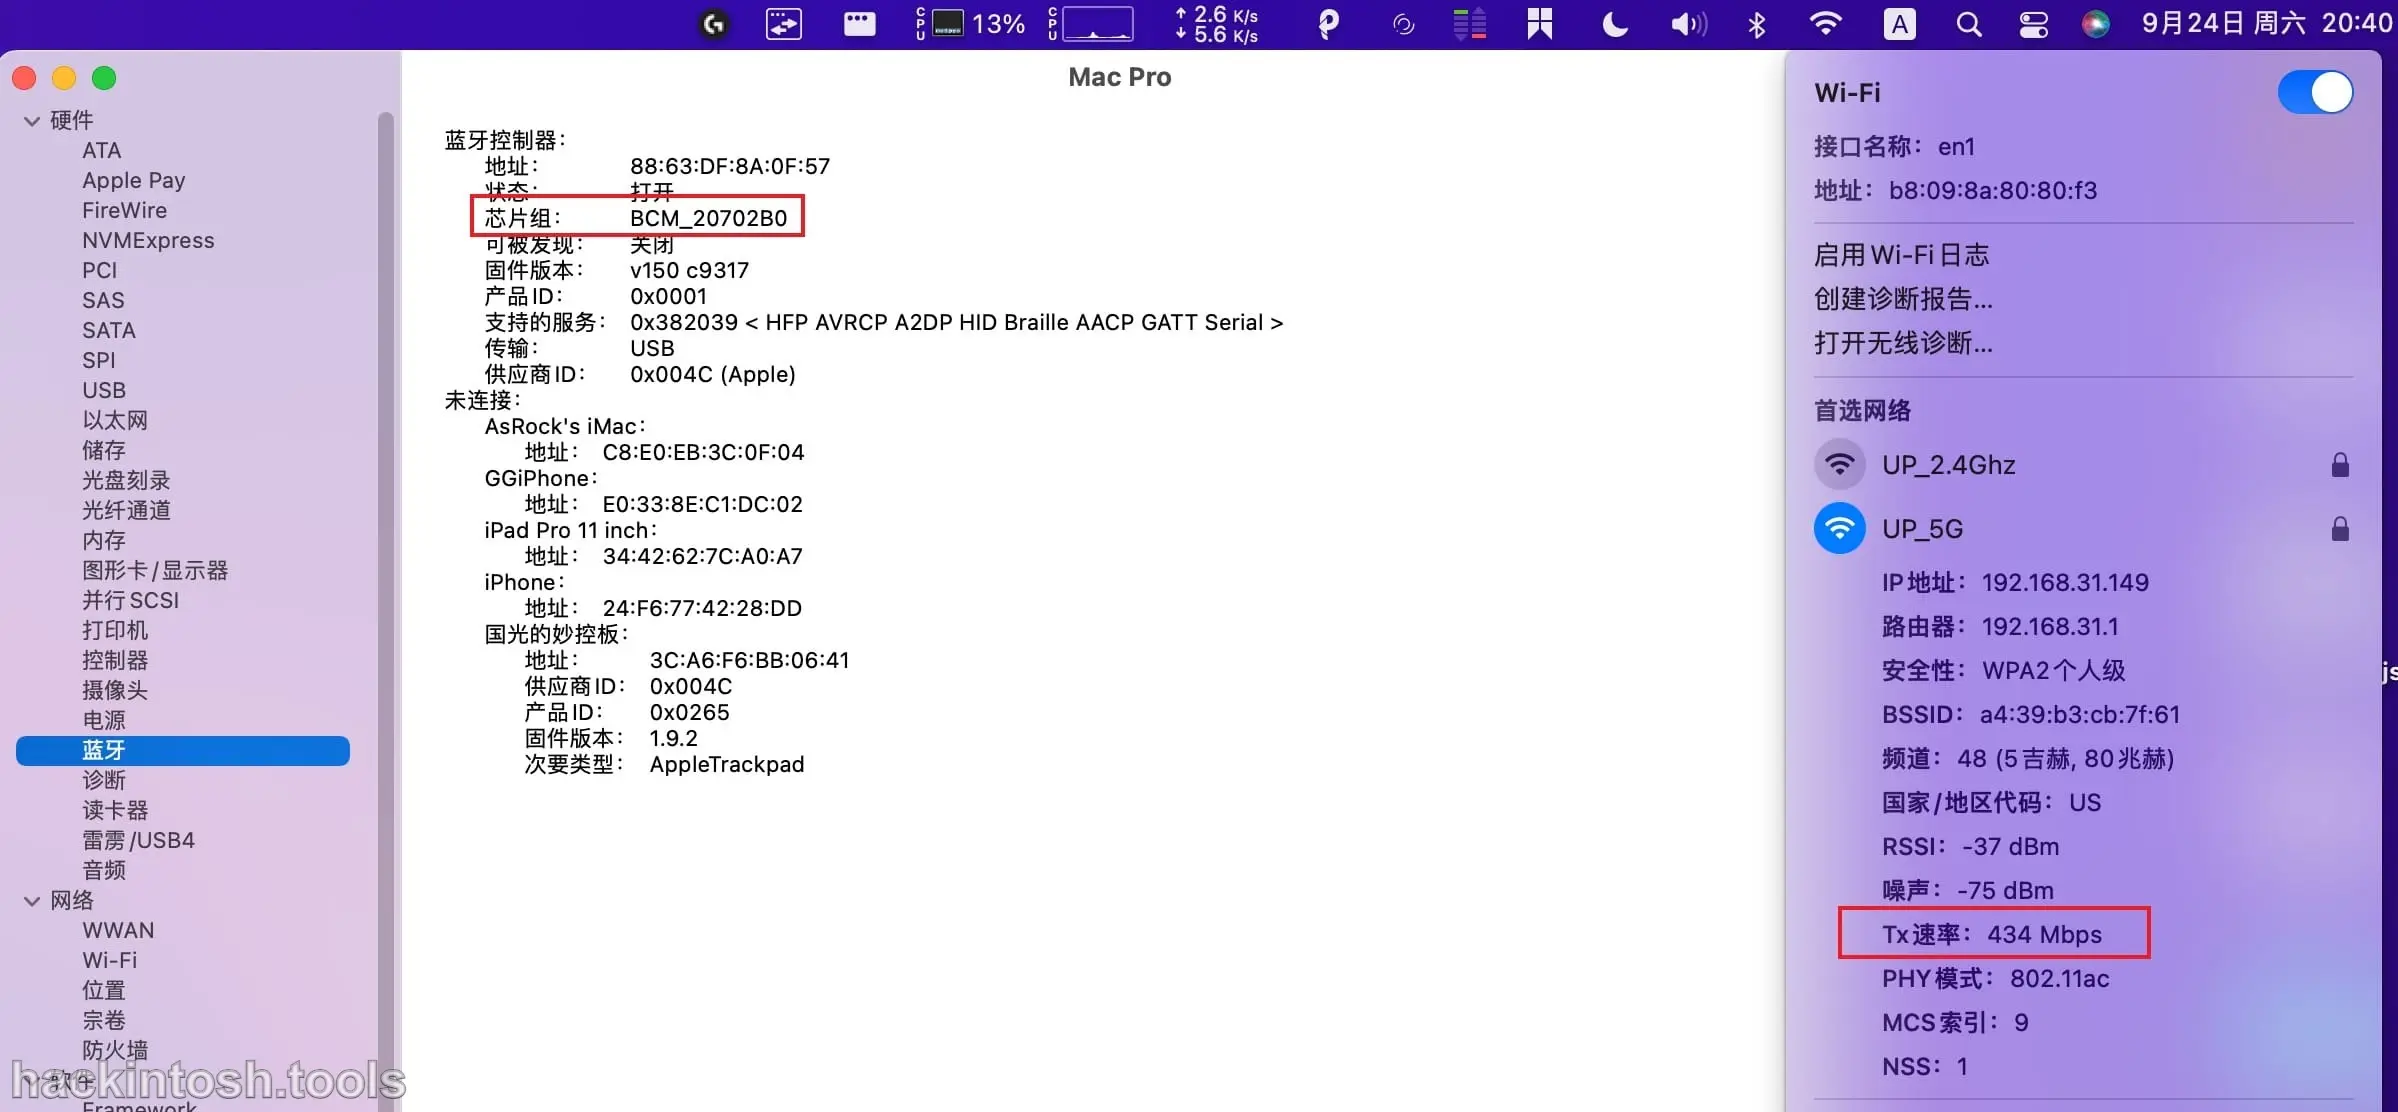 CPU 13% CPU ↑ 2.6 K/s ↓ 5.6 K/s A 9月24日 周六 20:40
Mac Pro
硬件
ATA
Apple Pay
FireWire
NVMExpress
PCI
SAS
SATA
SPI
USB
以太网
储存
光盘刻录
光纤通道
内存
图形卡/显示器
并行SCSI
打印机
控制器
摄像头
电源
蓝牙
诊断
读卡器
雷雳/USB4
音频
网络
WWAN
Wi-Fi
位置
宗卷
防火墙
软件
Framework
hackintosh.tools
蓝牙控制器：
地址： 88:63:DF:8A:0F:57
状态： 打开
芯片组： BCM_20702B0
可被发现： 关闭
固件版本： v150 c9317
产品ID： 0x0001
支持的服务： 0x382039 < HFP AVRCP A2DP HID Braille AACP GATT Serial >
传输： USB
供应商ID： 0x004C (Apple)
未连接：
AsRock's iMac：
地址： C8:E0:EB:3C:0F:04
GGiPhone：
地址： E0:33:8E:C1:DC:02
iPad Pro 11 inch：
地址： 34:42:62:7C:A0:A7
iPhone：
地址： 24:F6:77:42:28:DD
国光的妙控板：
地址： 3C:A6:F6:BB:06:41
供应商ID： 0x004C
产品ID： 0x0265
固件版本： 1.9.2
次要类型： AppleTrackpad
Wi-Fi
接口名称： en1
地址： b8:09:8a:80:80:f3
启用Wi-Fi日志
创建诊断报告...
打开无线诊断...
首选网络
UP_2.4Ghz
UP_5G
IP地址： 192.168.31.149
路由器： 192.168.31.1
安全性： WPA2个人级
BSSID： a4:39:b3:cb:7f:61
频道： 48 (5吉赫, 80兆赫)
国家/地区代码： US
RSSI： -37 dBm
噪声： -75 dBm
Tx速率： 434 Mbps
PHY模式： 802.11ac
MCS索引： 9
NSS： 1
js